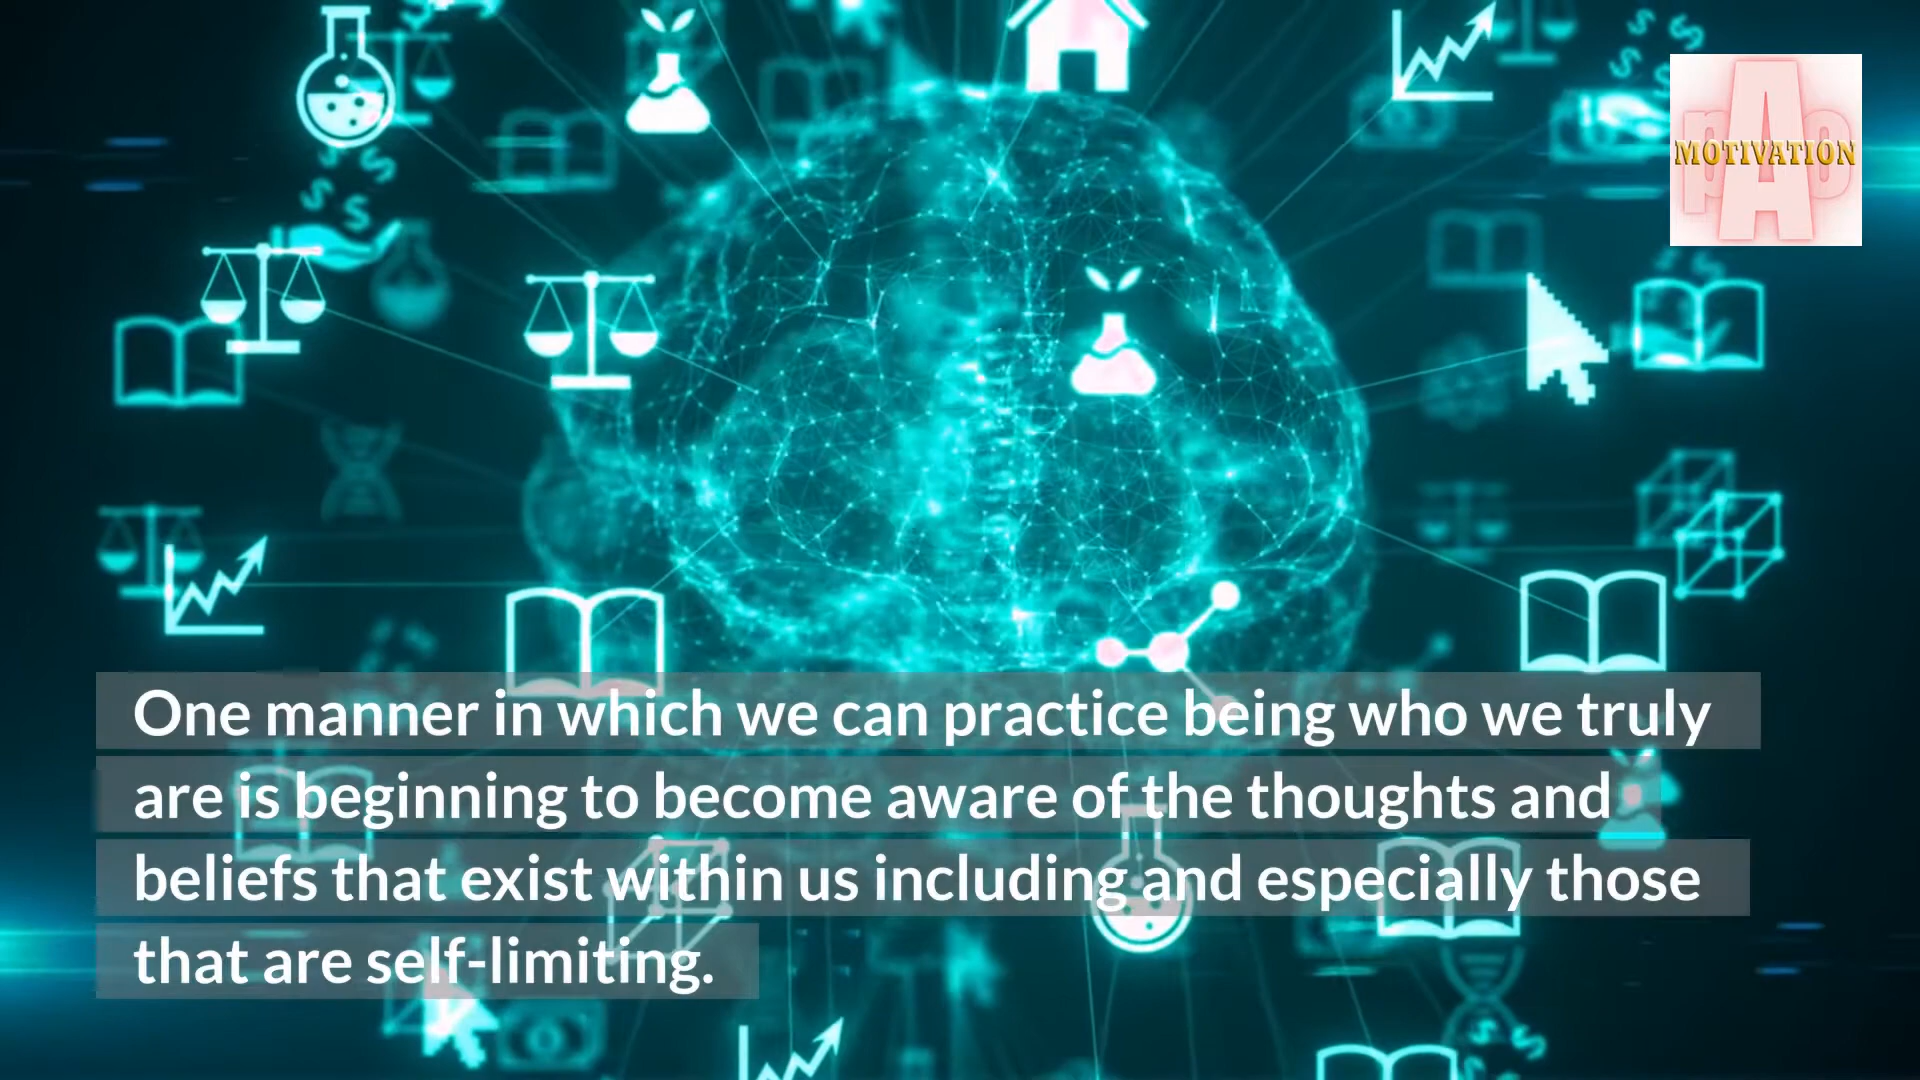 pAo
MOTIVATION
One manner in which we can practice being who we truly
are is beginning to become aware of the thoughts and
beliefs that exist within us including and especially those
that are self-limiting.